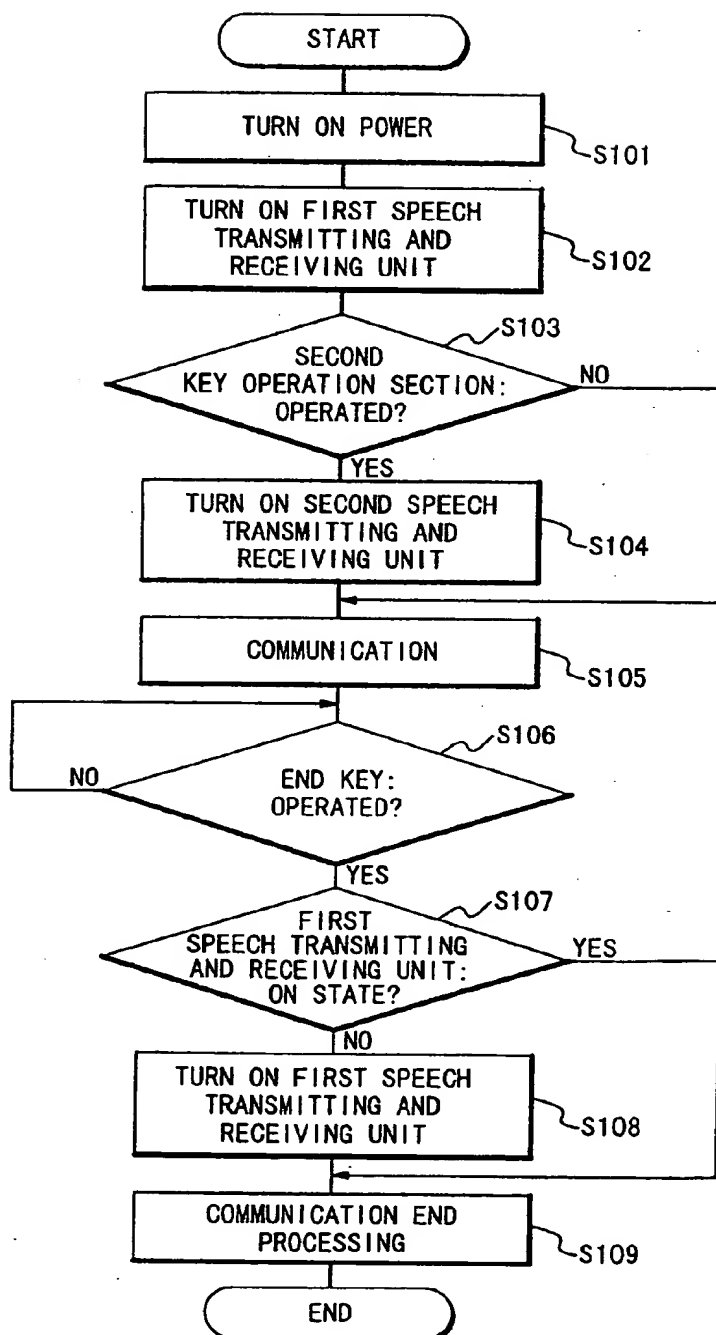 START
TURN ON POWER
S101
TURN ON FIRST SPEECH
TRANSMITTING AND
RECEIVING UNIT
S102
S103
SECOND
KEY OPERATION SECTION:
OPERATED?
NO
YES
TURN ON SECOND SPEECH
TRANSMITTING AND
RECEIVING UNIT
S104
COMMUNICATION
S105
S106
END KEY:
OPERATED?
NO
YES
S107
FIRST
SPEECH TRANSMITTING
AND RECEIVING UNIT:
ON STATE?
YES
NO
TURN ON FIRST SPEECH
TRANSMITTING AND
RECEIVING UNIT
S108
COMMUNICATION END
PROCESSING
S109
END